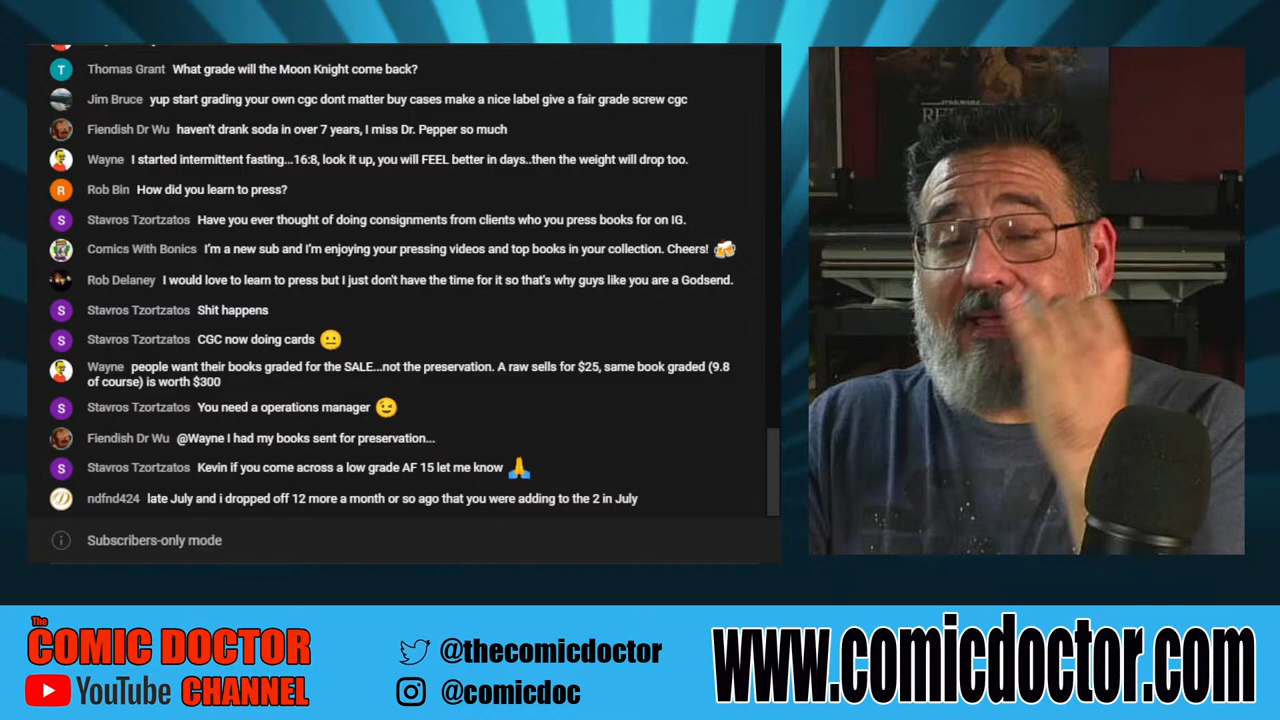 Thomas Grant What grade will the Moon Knight come back?
Jim Bruce yup start grading your own cgc dont matter buy cases make a nice label give a fair grade screw cgc
Fiendish Dr Wu haven't drank soda in over 7 years, I miss Dr. Pepper so much
Wayne I started intermittent fasting...16:8, look it up, you will FEEL better in days..then the weight will drop too.
R Rob Bin How did you learn to press?
S Stavros Tzortzatos Have you ever thought of doing consignments from clients who you press books for on IG.
Comics With Bonics I'm a new sub and I'm enjoying your pressing videos and top books in your collection. Cheers! 🍻
Rob Delaney I would love to learn to press but I just don't have the time for it so that's why guys like you are a Godsend.
S Stavros Tzortzatos Shit happens
S Stavros Tzortzatos CGC now doing cards 😐
Wayne people want their books graded for the SALE...not the preservation. A raw sells for $25, same book graded (9.8
of course) is worth $300
S Stavros Tzortzatos You need a operations manager 😉
Fiendish Dr Wu @Wayne I had my books sent for preservation...
S Stavros Tzortzatos Kevin if you come across a low grade AF 15 let me know 🙏
ndfnd424 late July and i dropped off 12 more a month or so ago that you were adding to the 2 in July
Subscribers-only mode
STAR WARS
The
COMIC DOCTOR
YouTube CHANNEL
@thecomicdoctor
@comicdoc
www.comicdoctor.com